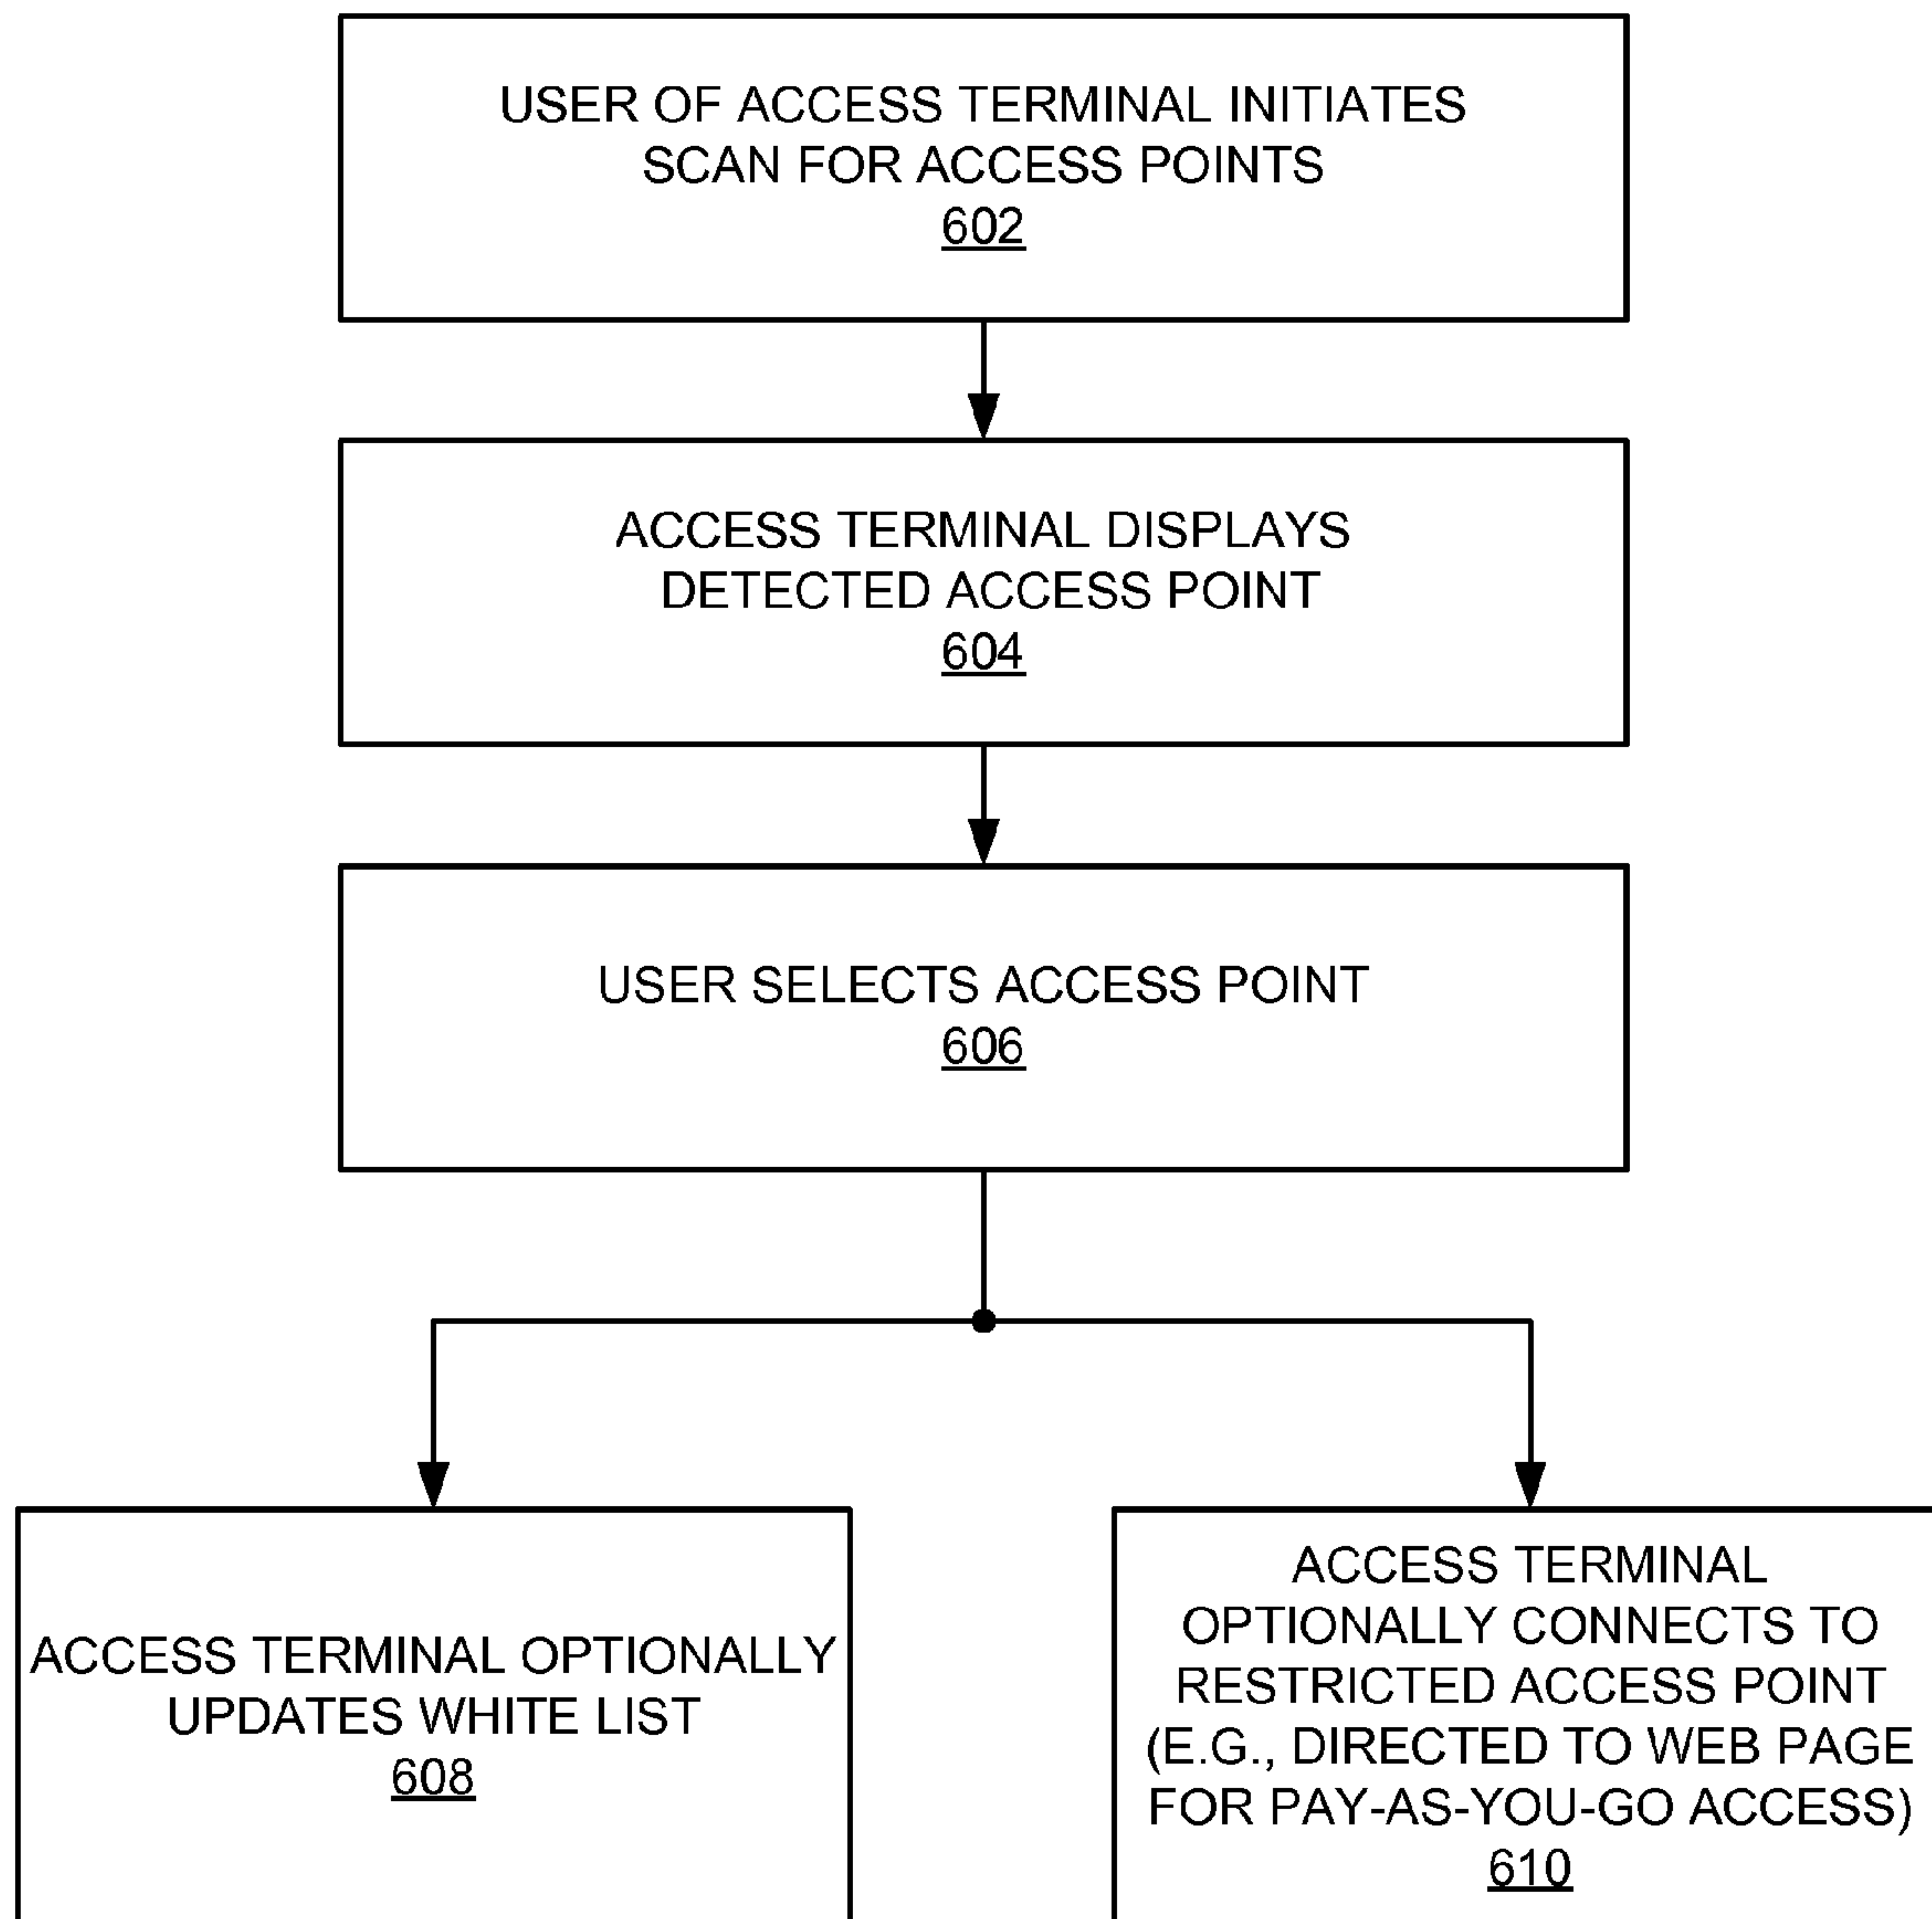 USER OF ACCESS TERMINAL INITIATES
SCAN FOR ACCESS POINTS
602
ACCESS TERMINAL DISPLAYS
DETECTED ACCESS POINT
604
USER SELECTS ACCESS POINT
606
ACCESS TERMINAL OPTIONALLY
UPDATES WHITE LIST
608
ACCESS TERMINAL
OPTIONALLY CONNECTS TO
RESTRICTED ACCESS POINT
(E.G., DIRECTED TO WEB PAGE
FOR PAY-AS-YOU-GO ACCESS)
610